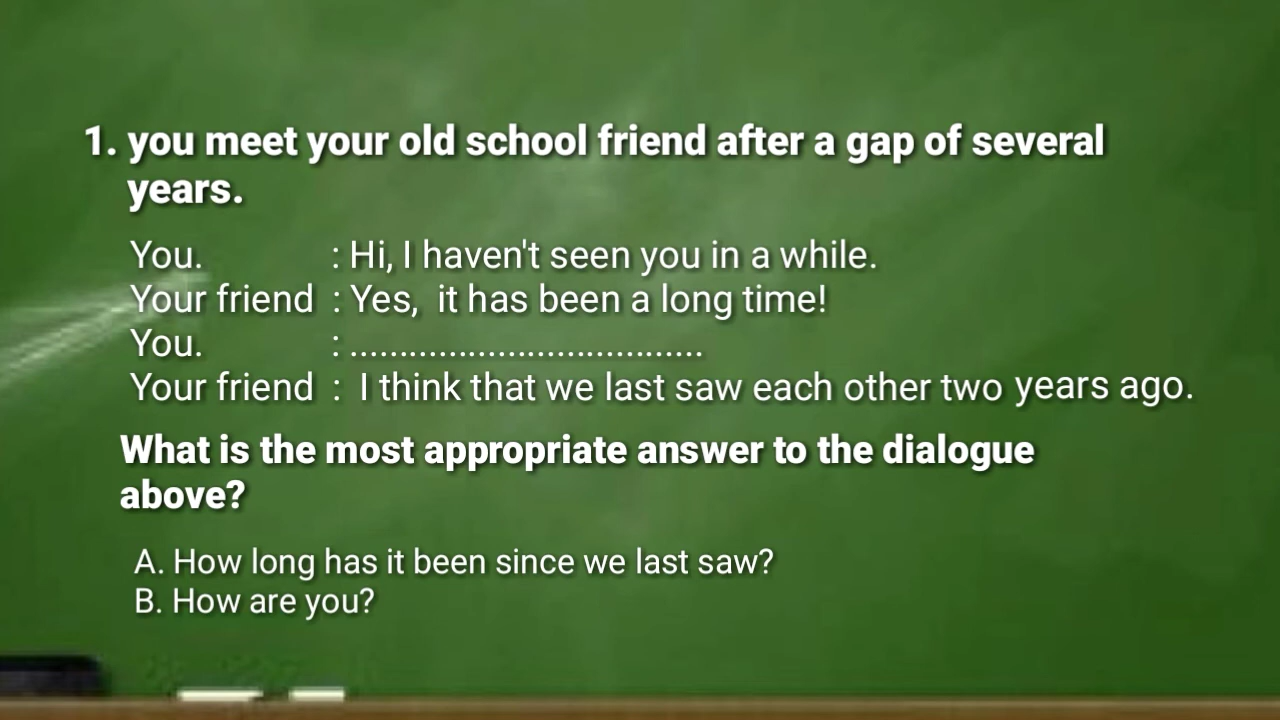 1. you meet your old school friend after a gap of several
years.
You. : Hi, I haven't seen you in a while.
Your friend : Yes, it has been a long time!
You. : ....................................
Your friend : I think that we last saw each other two years ago.
What is the most appropriate answer to the dialogue
above?
A. How long has it been since we last saw?
B. How are you?